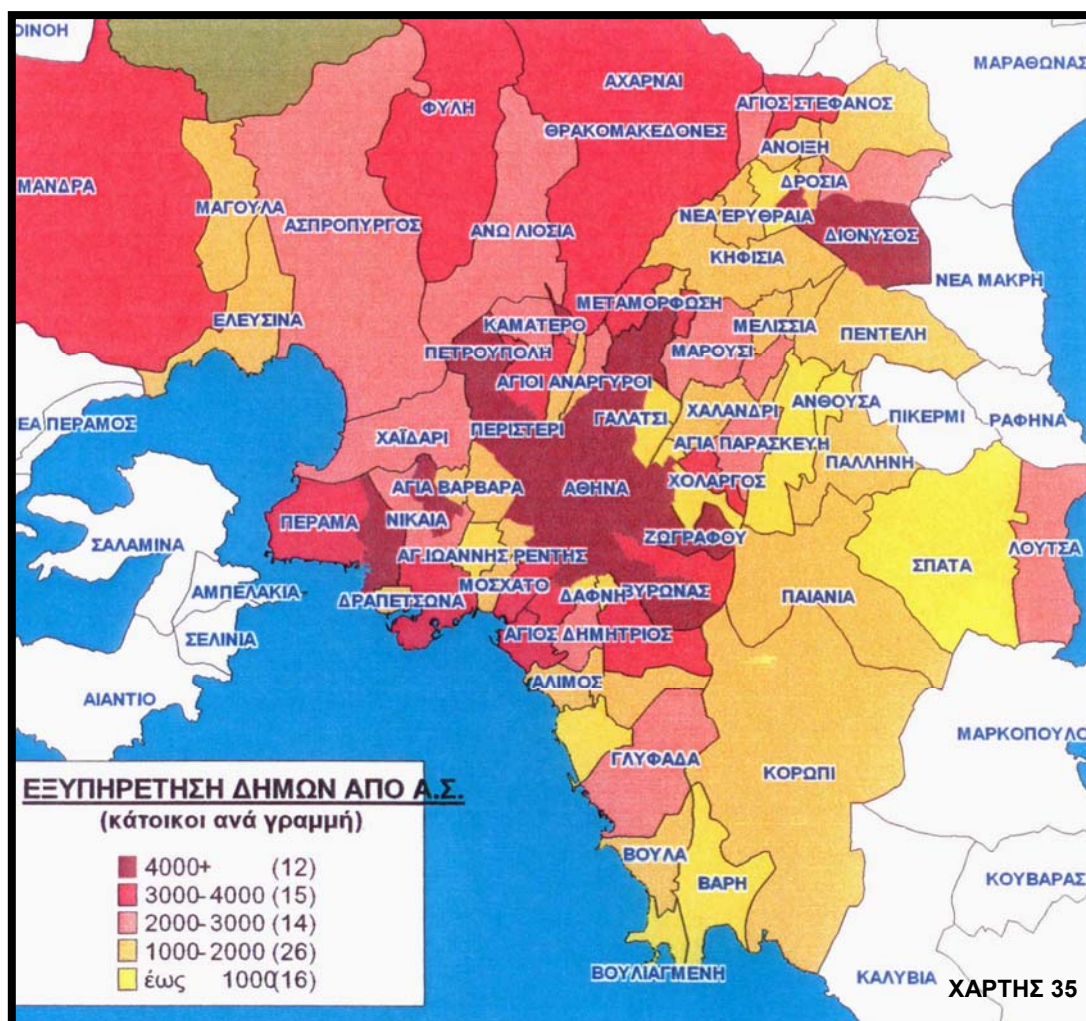 ΟΙΝΟΗ
ΜΑΡΑΘΩΝΑΣ
ΑΧΑΡΝΑΙ
ΦΥΛΗ
ΑΓΙΟΣ ΣΤΕΦΑΝΟΣ
ΘΡΑΚΟΜΑΚΕΔΟΝΕΣ
ΑΝΟΙΞΗ
ΜΑΝΔΡΑ
ΔΡΟΣΙΑ
ΜΑΓΟΥΛΑ
ΑΣΠΡΟΠΥΡΓΟΣ
ΑΝΩ ΛΙΟΣΙΑ
ΝΕΑ ΕΡΥΘΡΑΙΑ
ΔΙΟΝΥΣΟΣ
ΚΗΦΙΣΙΑ
ΝΕΑ ΜΑΚΡΗ
ΜΕΤΑΜΟΡΦΩΣΗ
ΕΛΕΥΣΙΝΑ
ΚΑΜΑΤΕΡΟ
ΜΕΛΙΣΣΙΑ
ΠΕΝΤΕΛΗ
ΠΕΤΡΟΥΠΟΛΗ
ΜΑΡΟΥΣΙ
ΑΓΙΟΙ ΑΝΑΡΓΥΡΟΙ
ΑΝΘΟΥΣΑ
ΧΑΛΑΝΔΡΙ
ΠΙΚΕΡΜΙ
ΡΑΦΗΝΑ
ΕΑ ΠΕΡΑΜΟΣ
ΓΑΛΑΤΣΙ
ΠΕΡΙΣΤΕΡΙ
ΧΑΪΔΑΡΙ
ΑΓΙΑ ΠΑΡΑΣΚΕΥΗ
ΠΑΛΛΗΝΗ
ΧΟΛΑΡΓΟΣ
ΑΓΙΑ ΒΑΡΒΑΡΑ
ΑΘΗΝΑ
ΠΕΡΑΜΑ
ΝΙΚΑΙΑ
ΖΩΓΡΑΦΟΥ
ΣΑΛΑΜΙΝΑ
ΑΓ.ΙΩΑΝΝΗΣ ΡΕΝΤΗΣ
ΛΟΥΤΣΑ
ΣΠΑΤΑ
ΑΜΠΕΛΑΚΙΑ
ΜΟΣΧΑΤΟ
ΔΑΦΝΗ
ΒΥΡΩΝΑΣ
ΠΑΙΑΝΙΑ
ΔΡΑΠΕΤΣΩΝΑ
ΣΕΛΙΝΙΑ
ΑΓΙΟΣ ΔΗΜΗΤΡΙΟΣ
ΑΛΙΜΟΣ
ΑΙΑΝΤΙΟ
ΜΑΡΚΟΠΟΥΛΟ
ΓΛΥΦΑΔΑ
ΚΟΡΩΠΙ
ΕΞΥΠΗΡΕΤΗΣΗ ΔΗΜΩΝ ΑΠΟ Α.Σ.
(κάτοικοι ανά γραμμή)
4000+ (12)
3000-4000 (15)
2000-3000 (14)
1000-2000 (26)
έως 1000(16)
ΒΟΥΛΑ
ΒΑΡΗ
ΚΟΥΒΑΡΑΣ
ΒΟΥΛΙΑΓΜΕΝΗ
ΚΑΛΥΒΙΑ
ΧΑΡΤΗΣ 35